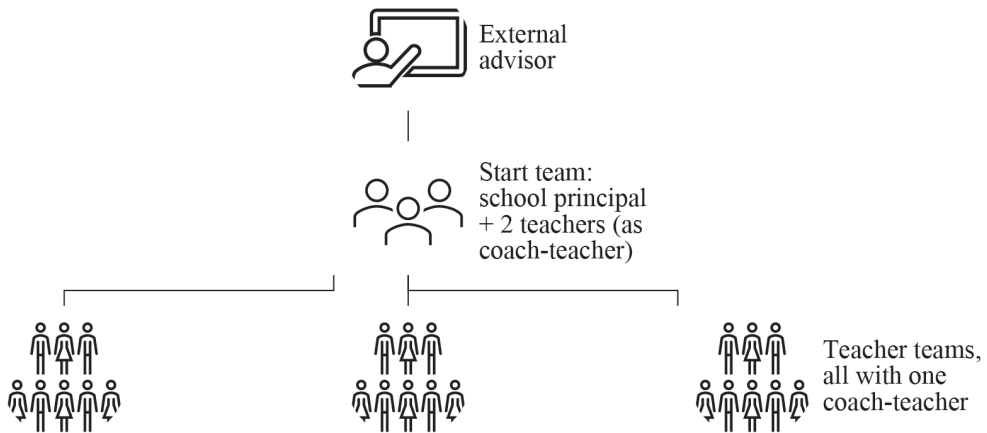 External
advisor
Start team:
school principal
+ 2 teachers (as
coach-teacher)
Teacher teams,
all with one
coach-teacher